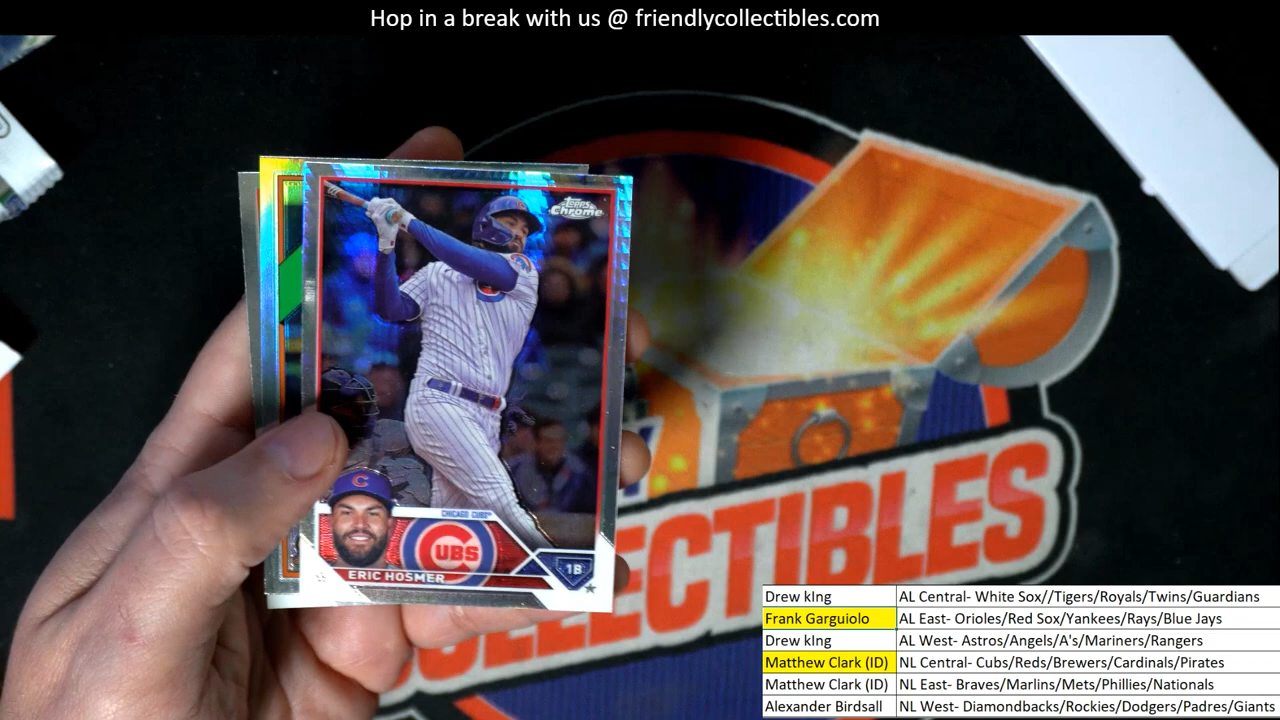 Hop in a break with us @ friendlycollectibles.com
Topps
Chrome
CHICAGO CUBS
CUBS
1B
ERIC HOSMER
C
COLLECTIBLES
Drew kIng AL Central- White Sox//Tigers/Royals/Twins/Guardians
Frank Garguiolo AL East- Orioles/Red Sox/Yankees/Rays/Blue Jays
Drew kIng AL West- Astros/Angels/A's/Mariners/Rangers
Matthew Clark (ID) NL Central- Cubs/Reds/Brewers/Cardinals/Pirates
Matthew Clark (ID) NL East- Braves/Marlins/Mets/Phillies/Nationals
Alexander Birdsall NL West- Diamondbacks/Rockies/Dodgers/Padres/Giants